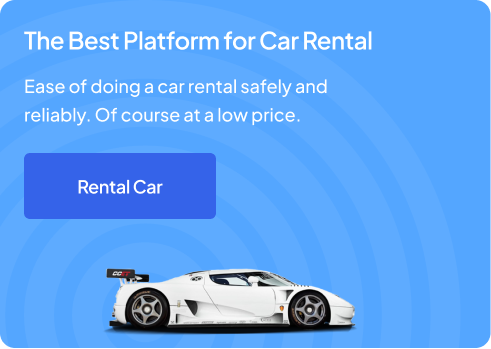 The Best Platform for Car Rental
Ease of doing a car rental safely and
reliably. Of course at a low price.
Rental Car